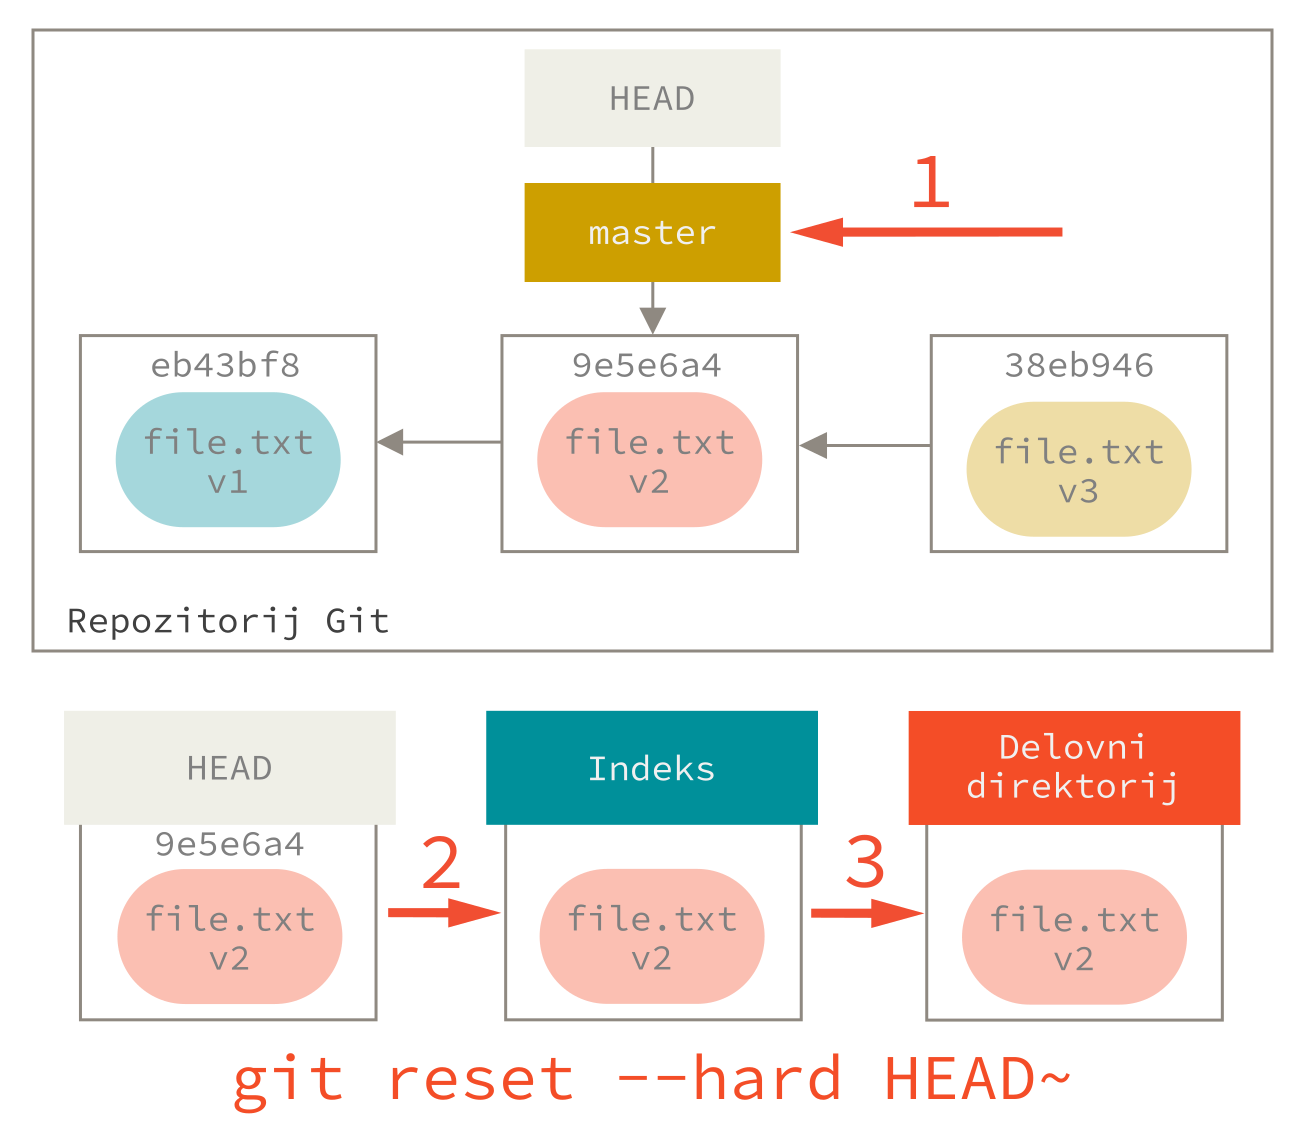 HEAD
1
master
eb43bf8
file.txt
v1
9e5e6a4
file.txt
v2
38eb946
file.txt
v3
Repozitorij Git
HEAD
9e5e6a4
file.txt
v2
2
Indeks
file.txt
v2
3
Delovni
direktorij
file.txt
v2
git reset --hard HEAD~